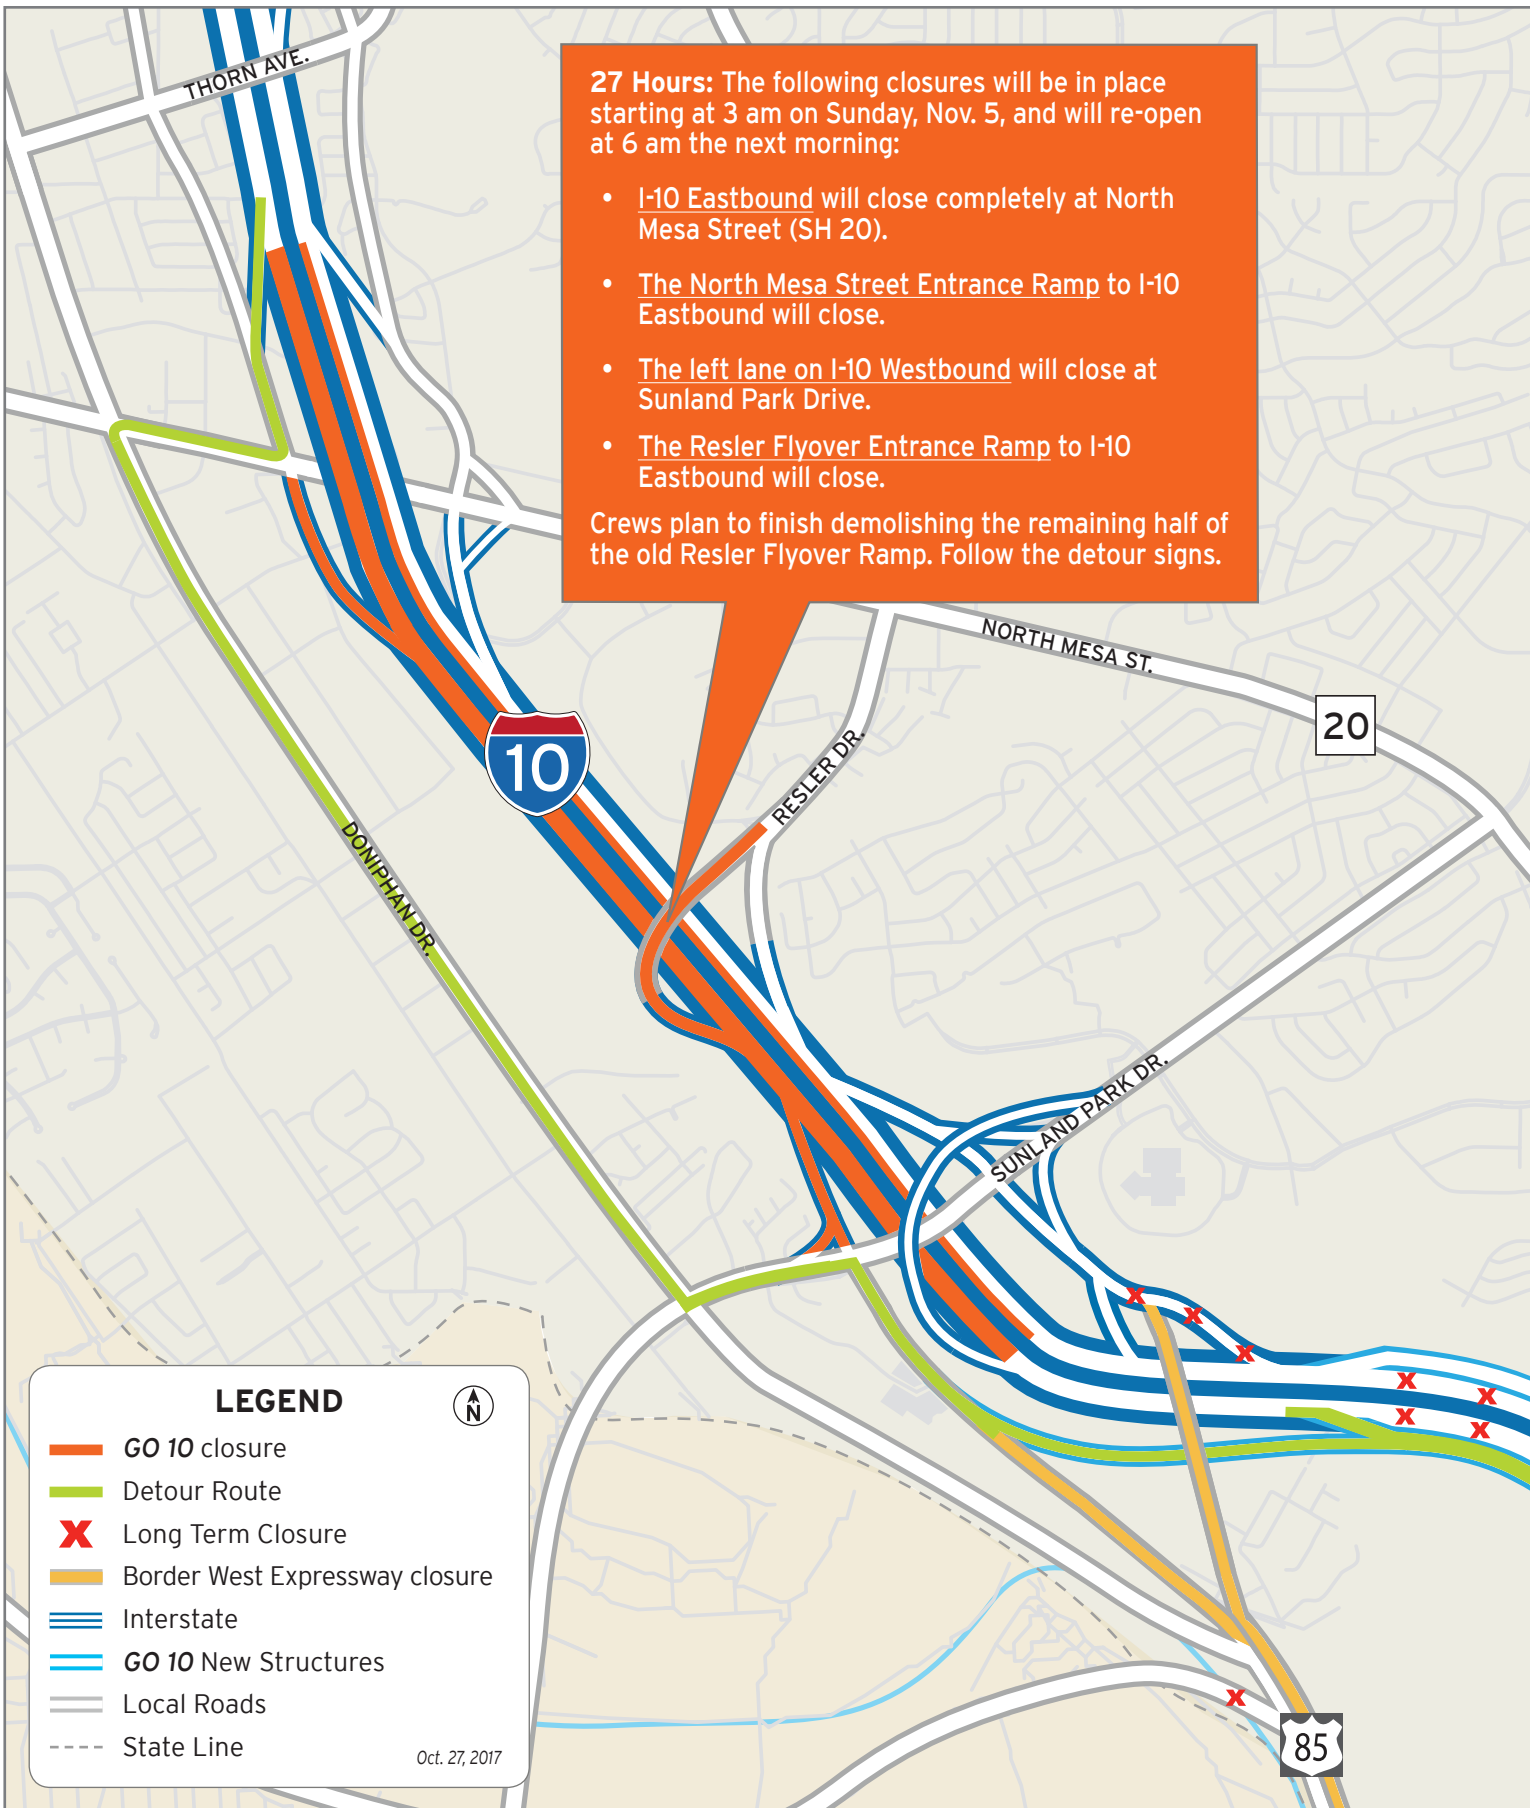 THORN AVE.
27 Hours: The following closures will be in place
starting at 3 am on Sunday, Nov. 5, and will re-open
at 6 am the next morning:
• I-10 Eastbound will close completely at North
Mesa Street (SH 20).
• The North Mesa Street Entrance Ramp to I-10
Eastbound will close.
• The left lane on I-10 Westbound will close at
Sunland Park Drive.
• The Resler Flyover Entrance Ramp to I-10
Eastbound will close.
Crews plan to finish demolishing the remaining half of
the old Resler Flyover Ramp. Follow the detour signs.
NORTH MESA ST.
20
10
RESLER DR.
DONIPHAN DR.
SUNLAND PARK DR.
LEGEND
N
GO 10 closure
Detour Route
X Long Term Closure
Border West Expressway closure
Interstate
GO 10 New Structures
Local Roads
State Line
Oct. 27, 2017
85